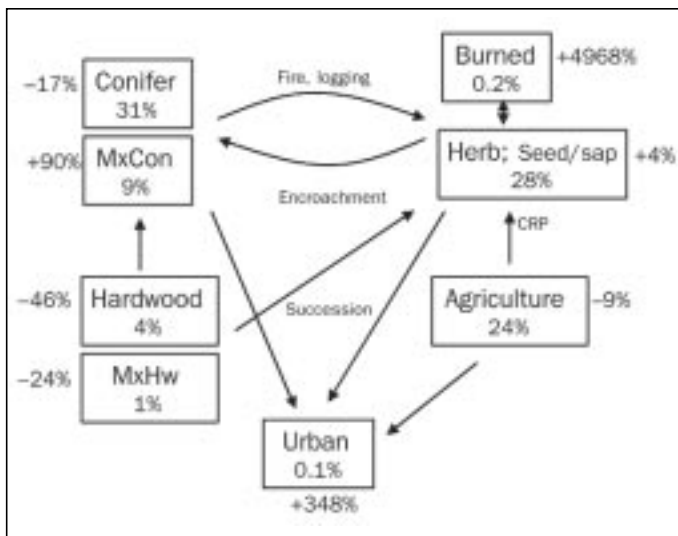 −17%
Conifer
31%
Fire, logging
Burned
0.2%
+4968%
+90%
MxCon
9%
Herb; Seed/sap
28%
+4%
Encroachment
CRP
−46%
Hardwood
4%
Succession
Agriculture
24%
−9%
−24%
MxHw
1%
Urban
0.1%
+348%